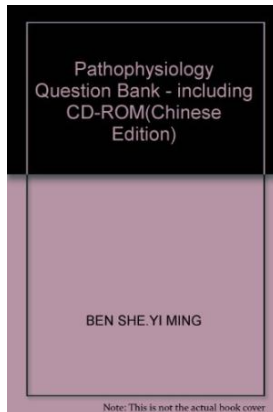 Pathophysiology
Question Bank - including
CD-ROM(Chinese
Edition)
BEN SHE.YI MING
Note: This is not the actual book cover